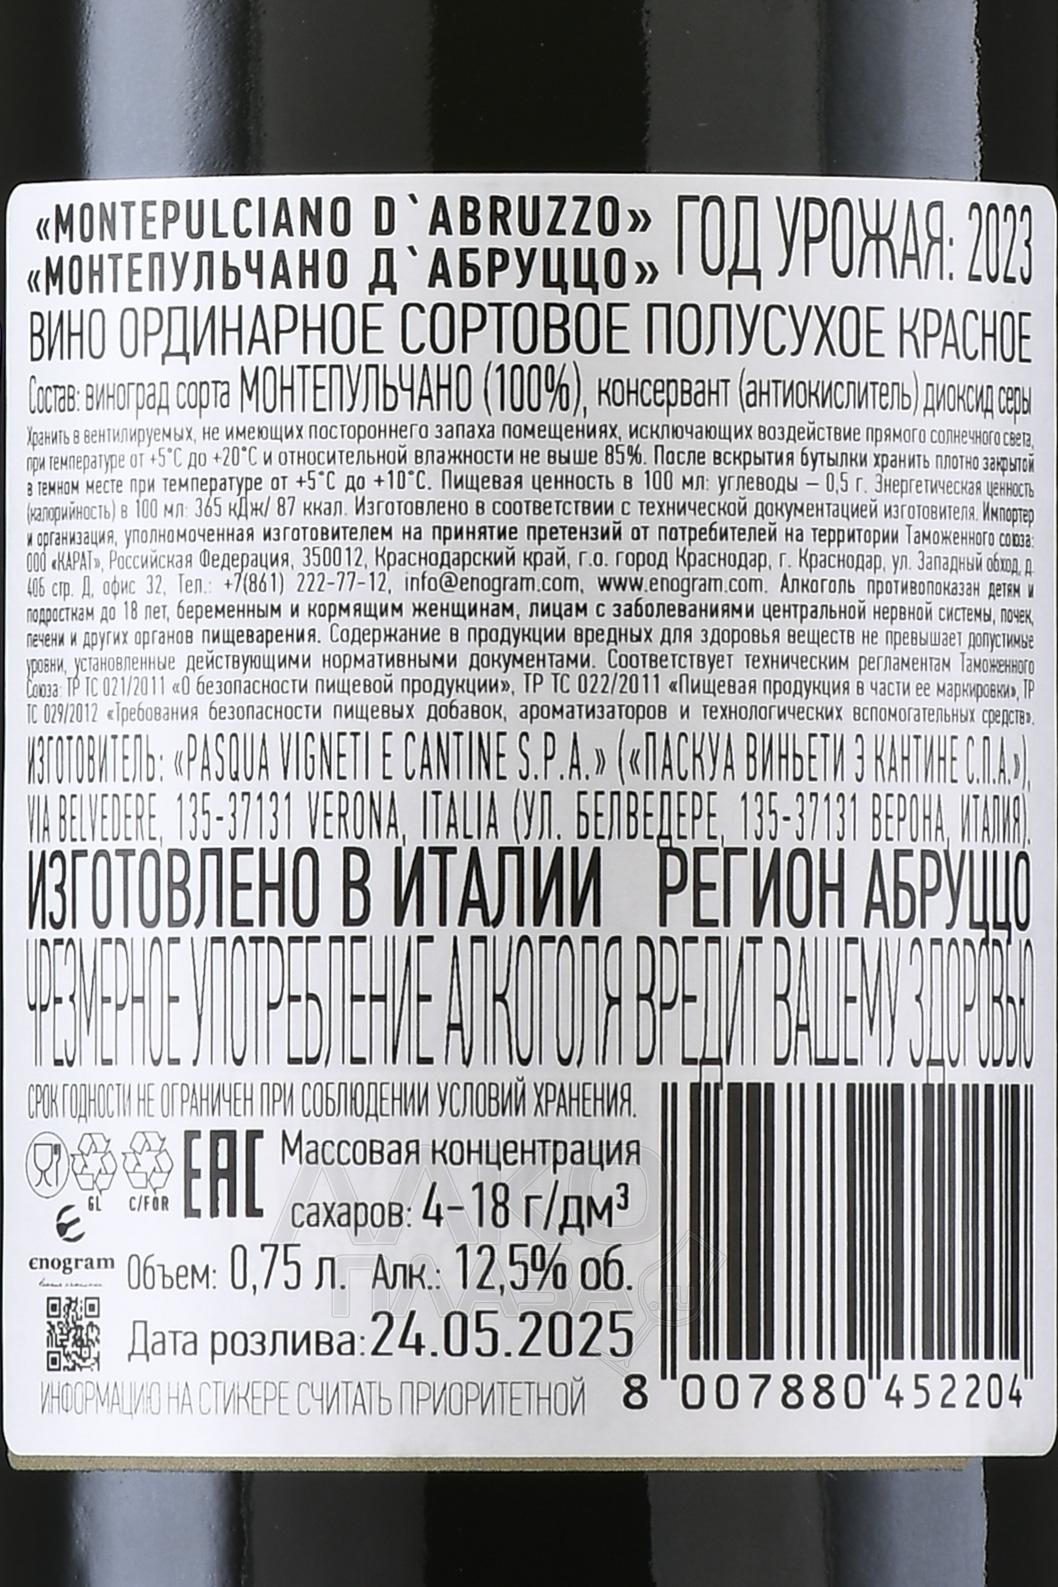 «MONTEPULCIANO D`ABRUZZO»
«МОНТЕПУЛЬЧАНО Д`АБРУЦЦО»
ГОД УРОЖАЯ: 2023
ВИНО ОРДИНАРНОЕ СОРТОВОЕ ПОЛУСУХОЕ КРАСНОЕ
Состав: виноград сорта МОНТЕПУЛЬЧАНО (100%), консервант (антиокислитель) диоксид серы
Хранить в вентилируемых, не имеющих постороннего запаха помещениях, исключающих воздействие прямого солнечного света,
при температуре от +5°С до +20°С и относительной влажности не выше 85%. После вскрытия бутылки хранить плотно закрытой
в темном месте при температуре от +5°С до +10°С. Пищевая ценность в 100 мл: углеводы – 0,5 г. Энергетическая ценность
(калорийность) в 100 мл: 365 кДж/ 87 ккал. Изготовлено в соответствии с технической документацией изготовителя. Импортер
и организация, уполномоченная изготовителем на принятие претензий от потребителей на территории Таможенного союза:
ООО «КАРАТ», Российская Федерация, 350012, Краснодарский край, г.о. город Краснодар, г. Краснодар, ул. Западный обход, д.
40Б стр. Д, офис 32, Тел.: +7(861) 222-77-12, info@enogram.com, www.enogram.com. Алкоголь противопоказан детям и
подросткам до 18 лет, беременным и кормящим женщинам, лицам с заболеваниями центральной нервной системы, почек,
печени и других органов пищеварения. Содержание в продукции вредных для здоровья веществ не превышает допустимые
уровни, установленные действующими нормативными документами. Соответствует техническим регламентам Таможенного
Союза: ТР ТС 021/2011 «О безопасности пищевой продукции», ТР ТС 022/2011 «Пищевая продукция в части ее маркировки», ТР
ТС 029/2012 «Требования безопасности пищевых добавок, ароматизаторов и технологических вспомогательных средств».
ИЗГОТОВИТЕЛЬ: «PASQUA VIGNETI E CANTINE S.P.A.» («ПАСКУА ВИНЬЕТИ Э КАНТИНЕ С.П.А.»),
VIA BELVEDERE, 135-37131 VERONA, ITALIA (УЛ. БЕЛВЕДЕРЕ, 135-37131 ВЕРОНА, ИТАЛИЯ).
ИЗГОТОВЛЕНО В ИТАЛИИ РЕГИОН АБРУЦЦО
ЧРЕЗМЕРНОЕ УПОТРЕБЛЕНИЕ АЛКОГОЛЯ ВРЕДИТ ВАШЕМУ ЗДОРОВЬЮ
СРОК ГОДНОСТИ НЕ ОГРАНИЧЕН ПРИ СОБЛЮДЕНИИ УСЛОВИЙ ХРАНЕНИЯ.
GL C/FOR EAC Массовая концентрация
сахаров: 4–18 г/дм³
enogram
Объем: 0,75 л. Алк.: 12,5% об.
Дата розлива: 24.05.2025
ИНФОРМАЦИЮ НА СТИКЕРЕ СЧИТАТЬ ПРИОРИТЕТНОЙ
8 007880 452204
АЛКО
ПЛАЗА.ru